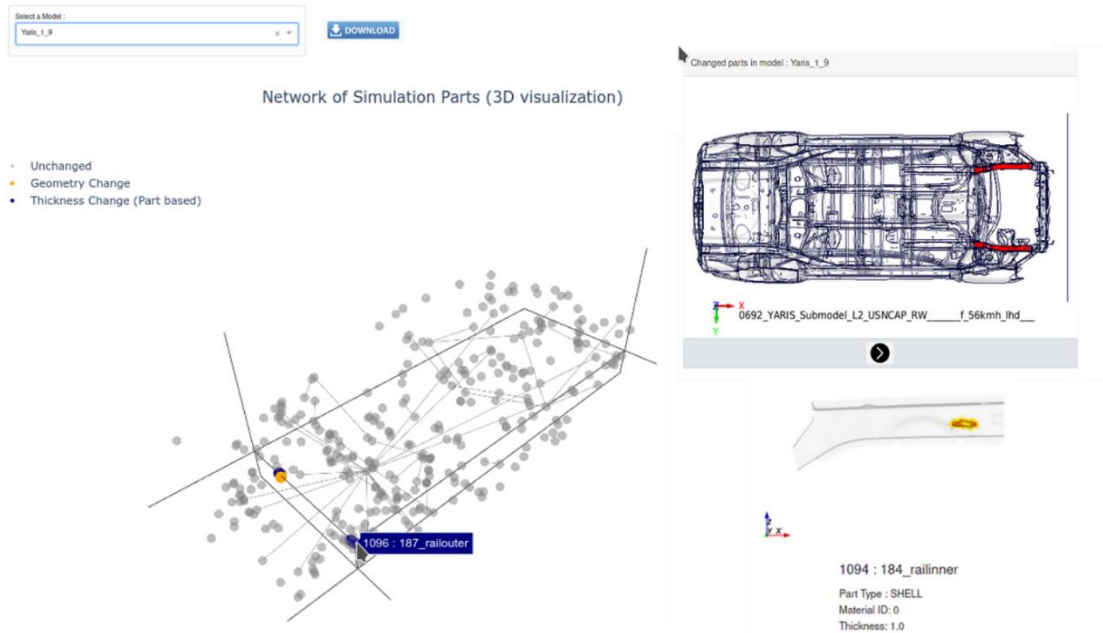 Select a Model :
Yaris_1_9
DOWNLOAD
Network of Simulation Parts (3D visualization)
Unchanged
Geometry Change
Thickness Change (Part based)
1096 : 187_railouter
Changed parts in model : Yaris_1_9
Z X
Y
0692_YARIS_Submodel_L2_USNCAP_RW______f_56kmh_lhd___
Z
Y X
1094 : 184_railinner
Part Type : SHELL
Material ID: 0
Thickness: 1.0